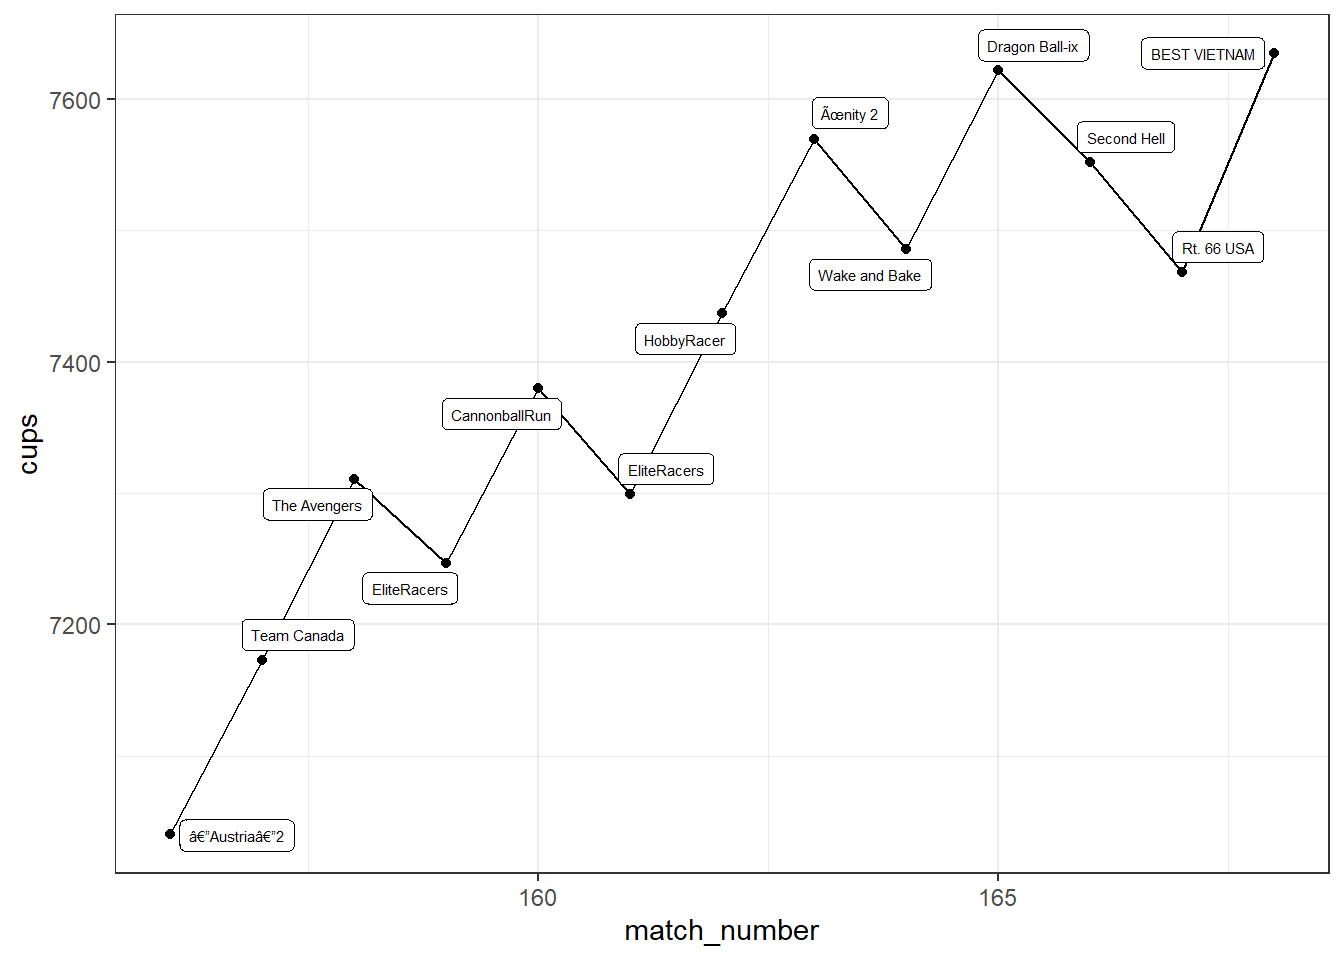 Dragon Ball-ix
BEST VIETNAM
7600
Ãœnity 2
Second Hell
Rt. 66 USA
Wake and Bake
HobbyRacer
7400
CannonballRun
EliteRacers
The Avengers
EliteRacers
7200
Team Canada
â€”Austriaâ€”2
cups
160
165
match_number